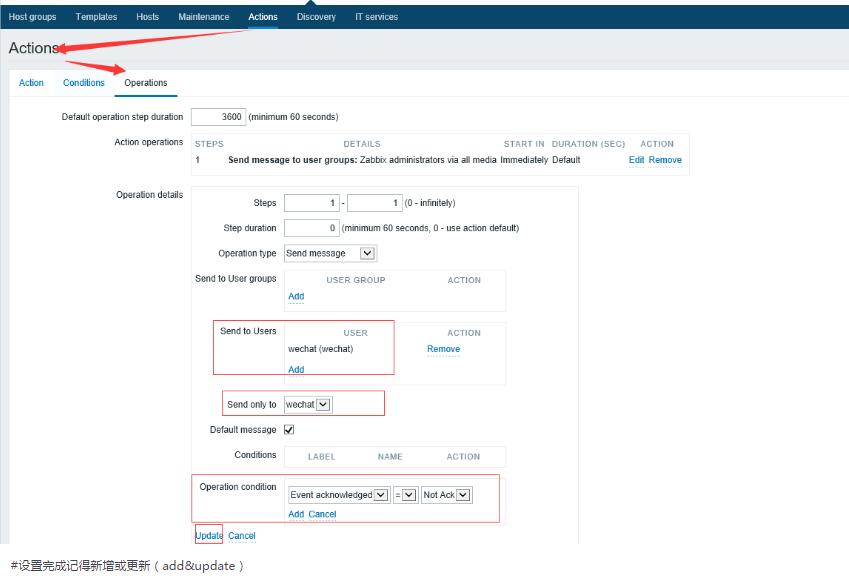 Host groups Templates Hosts Maintenance Actions Discovery IT services
Actions
Action Conditions Operations
Default operation step duration 3600 (minimum 60 seconds)
Action operations STEPS DETAILS START IN DURATION (SEC) ACTION
1 Send message to user groups: Zabbix administrators via all media Immediately Default Edit Remove
Operation details
Steps 1 - 1 (0 - infinitely)
Step duration 0 (minimum 60 seconds, 0 - use action default)
Operation type Send message
Send to User groups USER GROUP ACTION
Add
Send to Users USER ACTION
wechat (wechat) Remove
Add
Send only to wechat
Default message
Conditions LABEL NAME ACTION
Operation condition
Event acknowledged = Not Ack
Add Cancel
Update Cancel
#设置完成记得新增或更新（add&update）